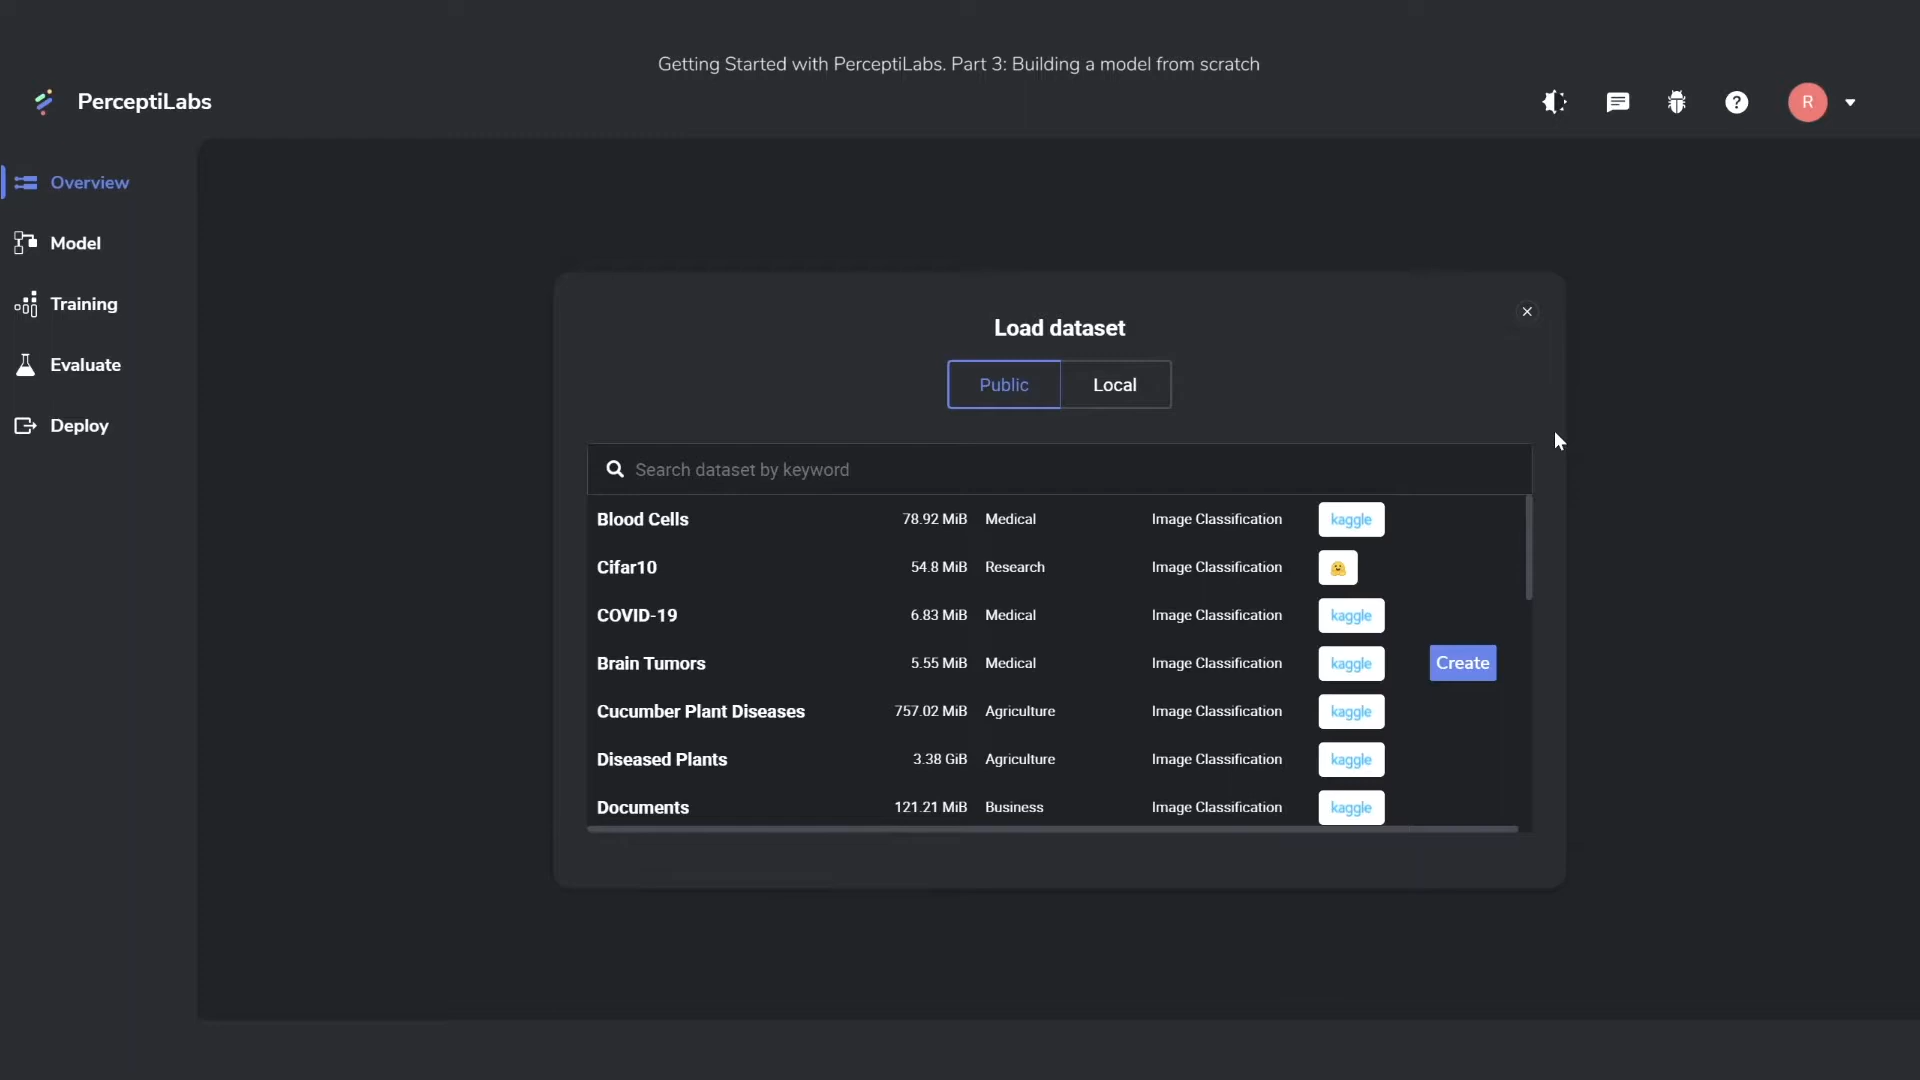 Getting Started with PerceptiLabs. Part 3: Building a model from scratch
PerceptiLabs
R
Overview
Model
Training
Evaluate
Deploy
Load dataset
Public Local
Search dataset by keyword
Blood Cells 78.92 MiB Medical Image Classification kaggle
Cifar10 54.8 MiB Research Image Classification
COVID-19 6.83 MiB Medical Image Classification kaggle
Brain Tumors 5.55 MiB Medical Image Classification kaggle Create
Cucumber Plant Diseases 757.02 MiB Agriculture Image Classification kaggle
Diseased Plants 3.38 GiB Agriculture Image Classification kaggle
Documents 121.21 MiB Business Image Classification kaggle